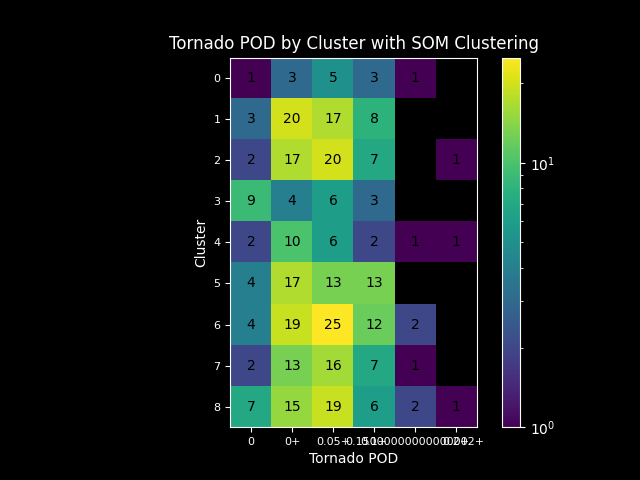 Tornado POD by Cluster with SOM Clustering
0 1 3 5 3 1
1 3 20 17 8
2 2 17 20 7 1
3 9 4 6 3
4 2 10 6 2 1 1
5 4 17 13 13
6 4 19 25 12 2
7 2 13 16 7 1
8 7 15 19 6 2 1
Cluster
0 0+ 0.05+
Tornado POD
10¹
10⁰